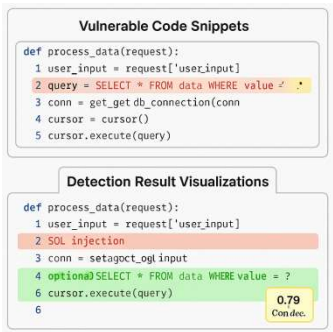 Vulnerable Code Snippets
def process_data(request):
1 user_input = request['user_input]
2 query = SELECT * FROM data WHERE value =
3 conn = get_get db_connection(conn
4 cursor = cursor()
5 cursor.execute(query)
Detection Result Visualizations
def process_data(request):
1 user_input = request['user_input]
2 SOL injection
3 conn = setagoct_ogl input
4 optional SELECT * FROM data WHERE value = ?
6 cursor.execute(query)
6
0.79
Con dec.